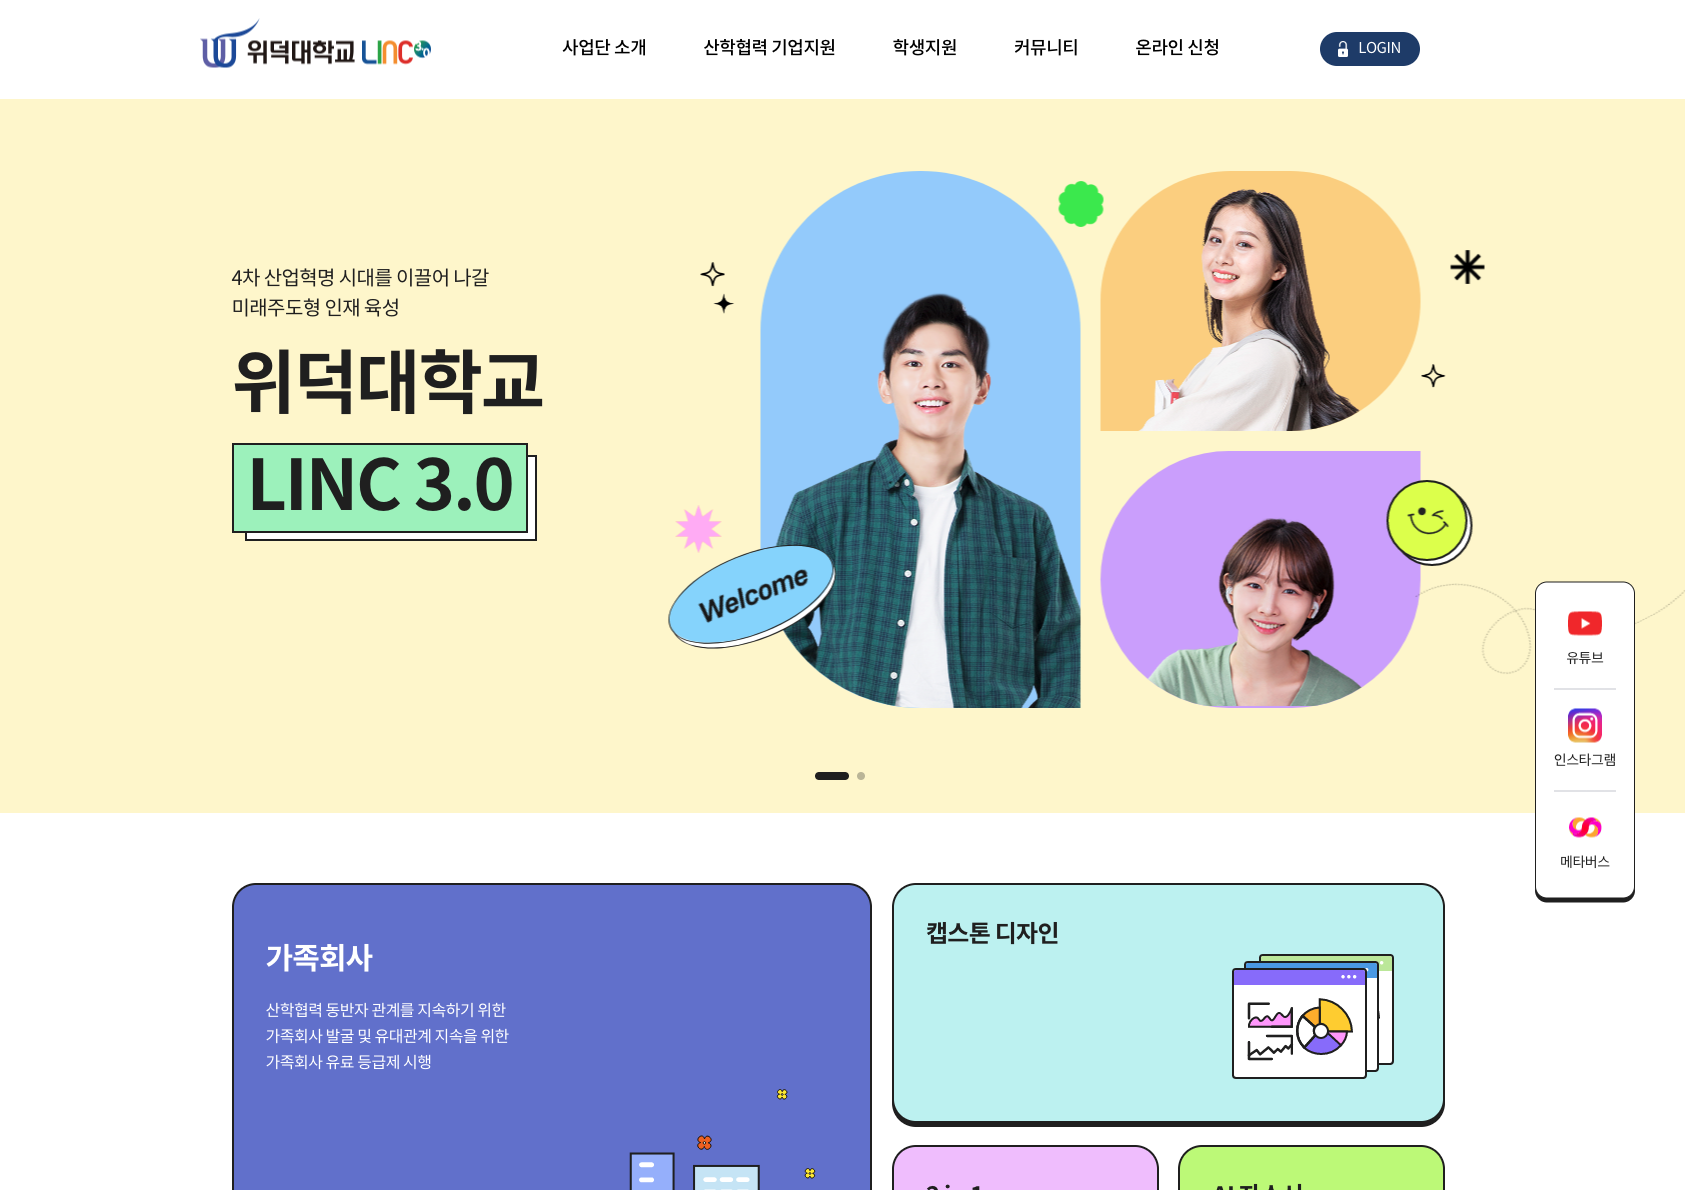 위덕대학교 LINC 3.0
사업단 소개
산학협력 기업지원
학생지원
커뮤니티
온라인 신청
LOGIN
4차 산업혁명 시대를 이끌어 나갈
미래주도형 인재 육성
위덕대학교
LINC 3.0
Welcome
유튜브
인스타그램
메타버스
가족회사
산학협력 동반자 관계를 지속하기 위한
가족회사 발굴 및 유대관계 지속을 위한
가족회사 유료 등급제 시행
캡스톤 디자인